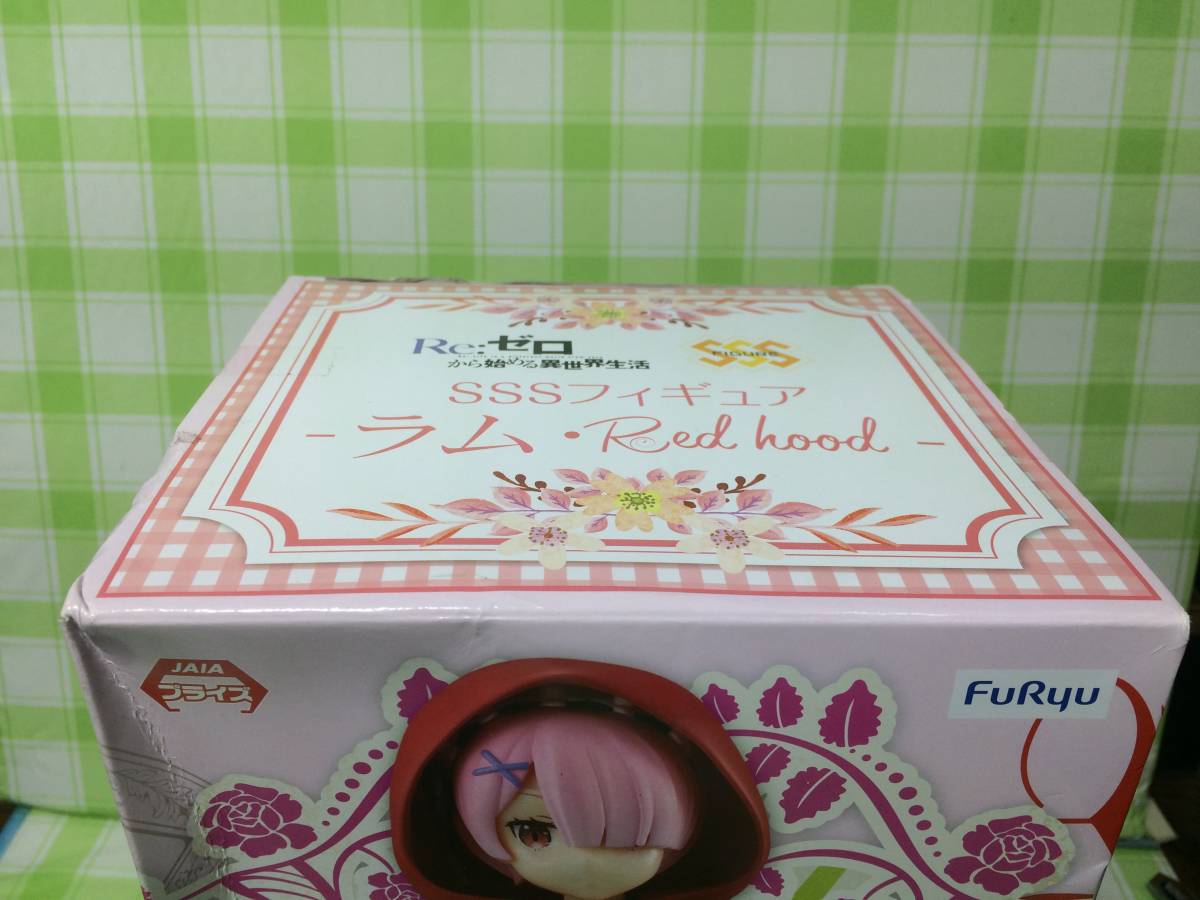 Re:ゼロ
から始める異世界生活
SSS
FIGURE
SSSフィギュア
- ラム・Red hood -
JAIA
プライズ
FuRyu